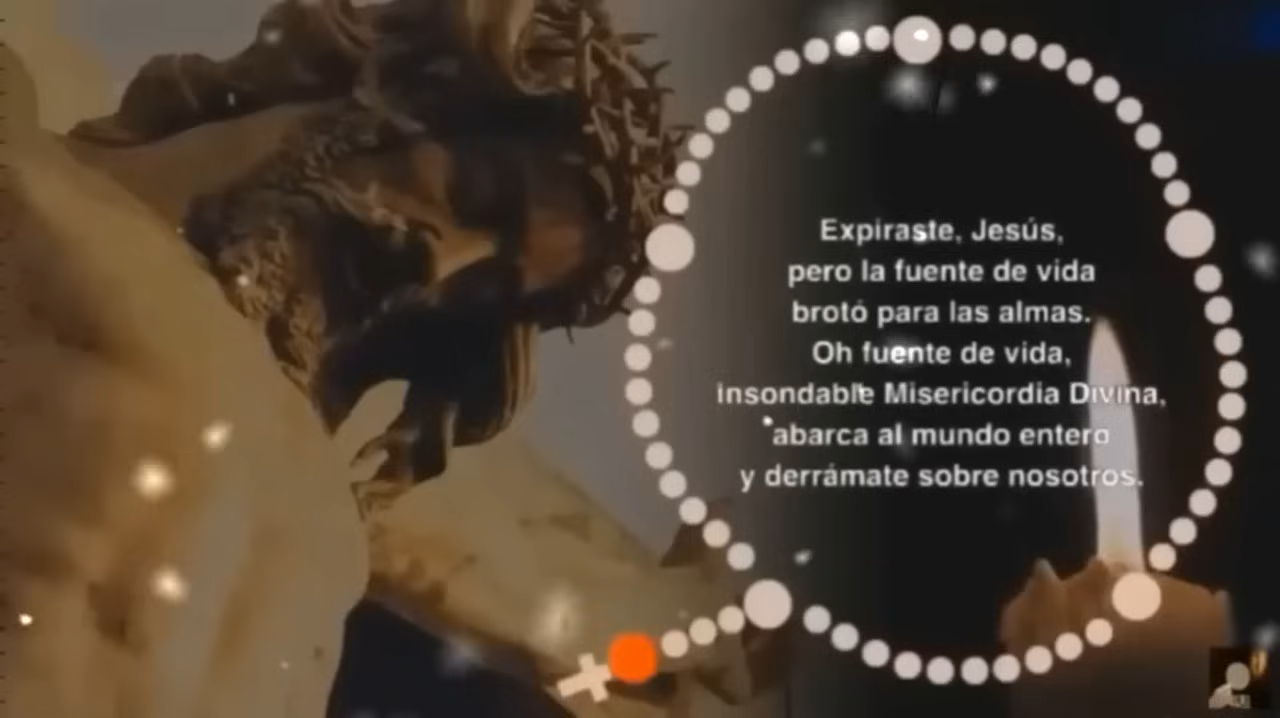 Expiraste, Jesús,
pero la fuente de vida
brotó para las almas.
Oh fuente de vida,
insondable Misericordia Divina,
abarca al mundo entero
y derrámate sobre nosotros.